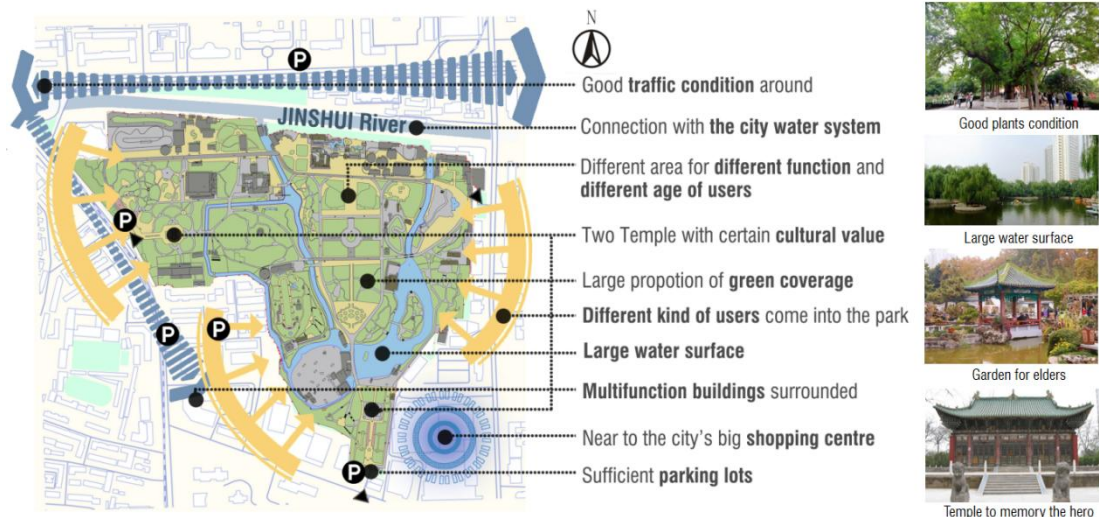 N
P
Good traffic condition around
JINSHUI River
Connection with the city water system
Different area for different function and
different age of users
P
Two Temple with certain cultural value
Large propotion of green coverage
P
P
Different kind of users come into the park
Large water surface
Multifunction buildings surrounded
Near to the city's big shopping centre
P
Sufficient parking lots
Good plants condition
Large water surface
Garden for elders
Temple to memory the hero